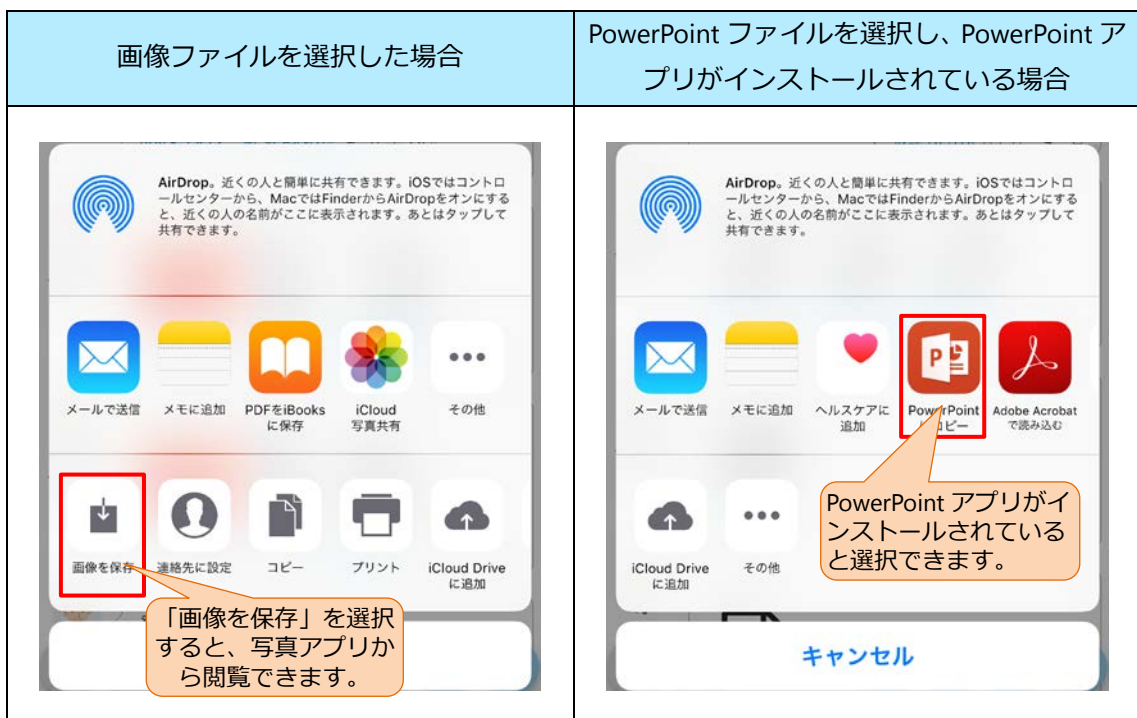 画像ファイルを選択した場合
PowerPoint ファイルを選択し、PowerPoint ア
プリがインストールされている場合
AirDrop。近くの人と簡単に共有できます。iOSではコントロ
ールセンターから、MacではFinderからAirDropをオンにする
と、近くの人の名前がここに表示されます。あとはタップして
共有できます。
メールで送信
メモに追加
PDFをiBooks
に保存
iCloud
写真共有
その他
画像を保存
連絡先に設定
コピー
プリント
iCloud Drive
に追加
「画像を保存」を選択
すると、写真アプリか
ら閲覧できます。
AirDrop。近くの人と簡単に共有できます。iOSではコントロ
ールセンターから、MacではFinderからAirDropをオンにする
と、近くの人の名前がここに表示されます。あとはタップして
共有できます。
メールで送信
メモに追加
ヘルスケアに
追加
PowerPoint
にコピー
Adobe Acrobat
で読み込む
iCloud Drive
に追加
その他
PowerPoint アプリがイ
ンストールされている
と選択できます。
キャンセル